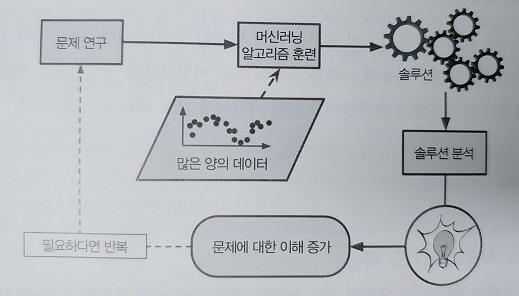 문제 연구
머신러닝
알고리즘 훈련
솔루션
많은 양의 데이터
솔루션 분석
문제에 대한 이해 증가
필요하다면 반복